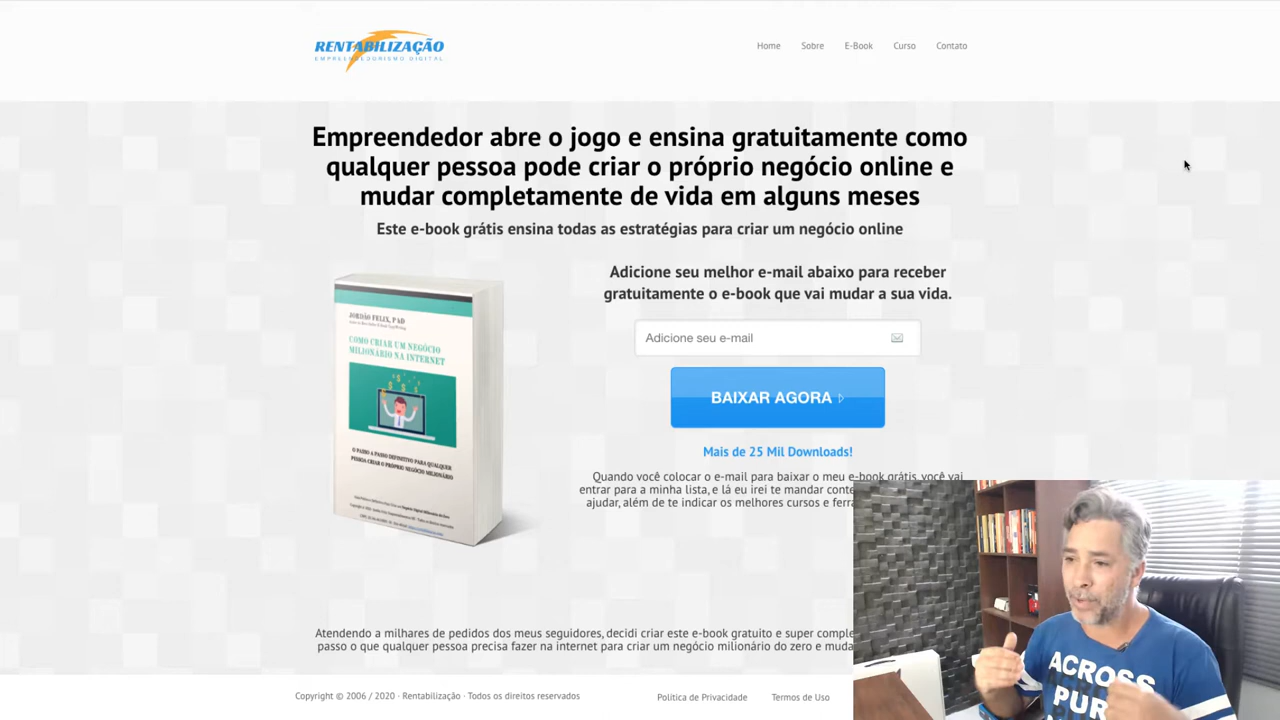 RENTABILIZAÇÃO
EMPREENDEDORISMO DIGITAL
Home Sobre E-Book Curso Contato
Empreendedor abre o jogo e ensina gratuitamente como
qualquer pessoa pode criar o próprio negócio online e
mudar completamente de vida em alguns meses
Este e-book grátis ensina todas as estratégias para criar um negócio online
JORDÃO FELIX, PhD
COMO CRIAR UM NEGÓCIO
MILIONÁRIO NA INTERNET
O PASSO A PASSO DEFINITIVO PARA QUALQUER
PESSOA CRIAR O PRÓPRIO NEGÓCIO MILIONÁRIO
Adicione seu melhor e-mail abaixo para receber
gratuitamente o e-book que vai mudar a sua vida.
Adicione seu e-mail
BAIXAR AGORA
Mais de 25 Mil Downloads!
Quando você colocar o e-mail para baixar o meu e-book grátis, você vai
entrar para a minha lista, e lá eu irei te mandar
ajudar, além de te indicar os melhores cursos e
Atendendo a milhares de pedidos dos meus seguidores, decidi criar este e-book gratuito e super
passo o que qualquer pessoa precisa fazer na internet para criar um negócio milionário do zero e
Copyright © 2006 / 2020 · Rentabilização · Todos os direitos reservados
Política de Privacidade Termos de Uso
ACROSS
PUR